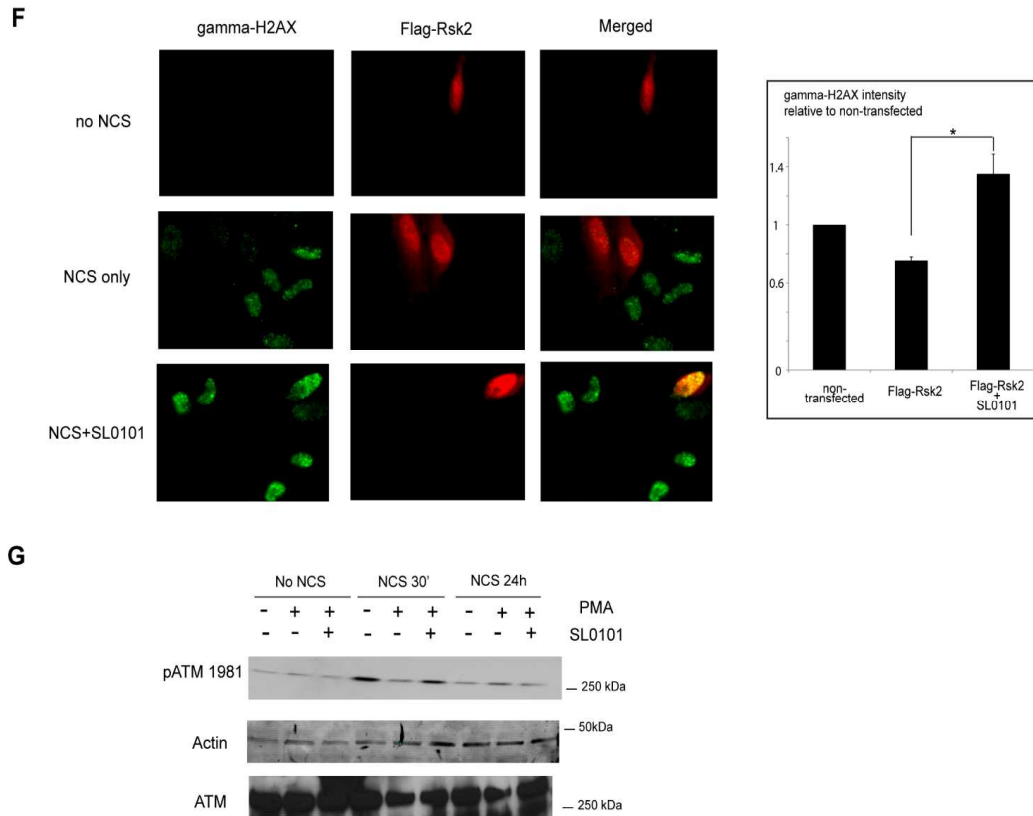 F
gamma-H2AX Flag-Rsk2 Merged
no NCS
NCS only
NCS+SL0101
gamma-H2AX intensity
relative to non-transfected
*
1.4
1
0.6
0
non-
transfected
Flag-Rsk2
Flag-Rsk2
+
SL0101
G
No NCS NCS 30' NCS 24h
- + + - + + - + + PMA
- - + - - + - - + SL0101
pATM 1981
250 kDa
50kDa
Actin
ATM
250 kDa